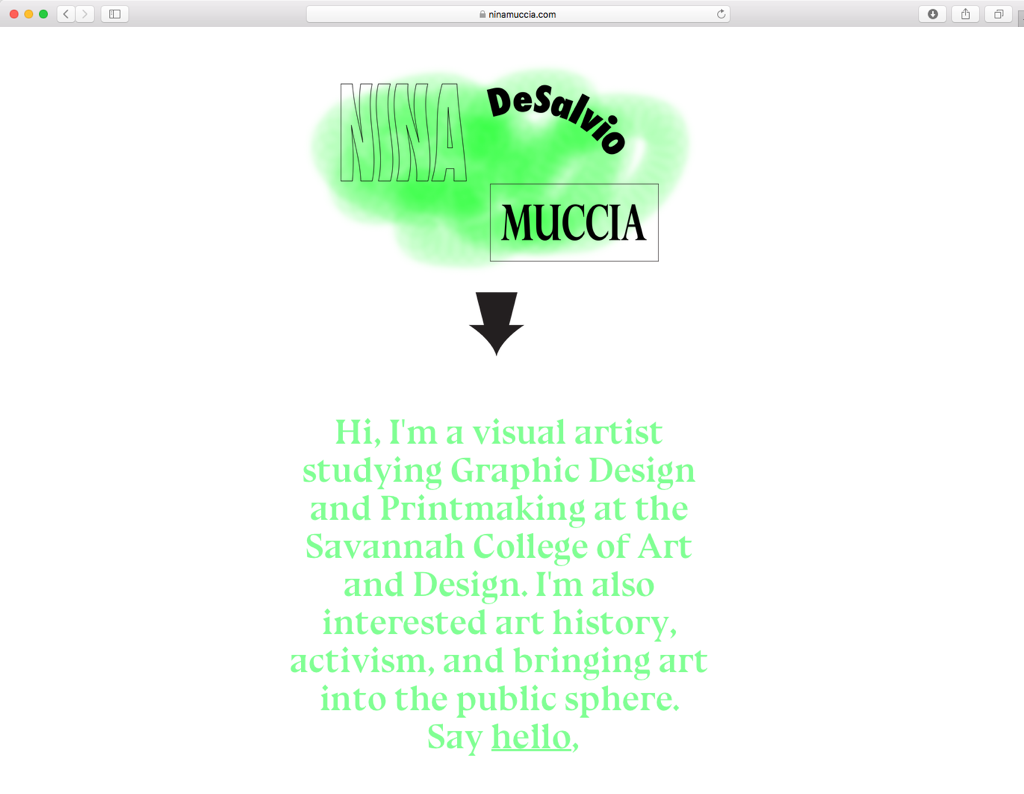 ninamuccia.com
NINA
DeSalvio
MUCCIA
Hi, I'm a visual artist
studying Graphic Design
and Printmaking at the
Savannah College of Art
and Design. I'm also
interested art history,
activism, and bringing art
into the public sphere.
Say hello,